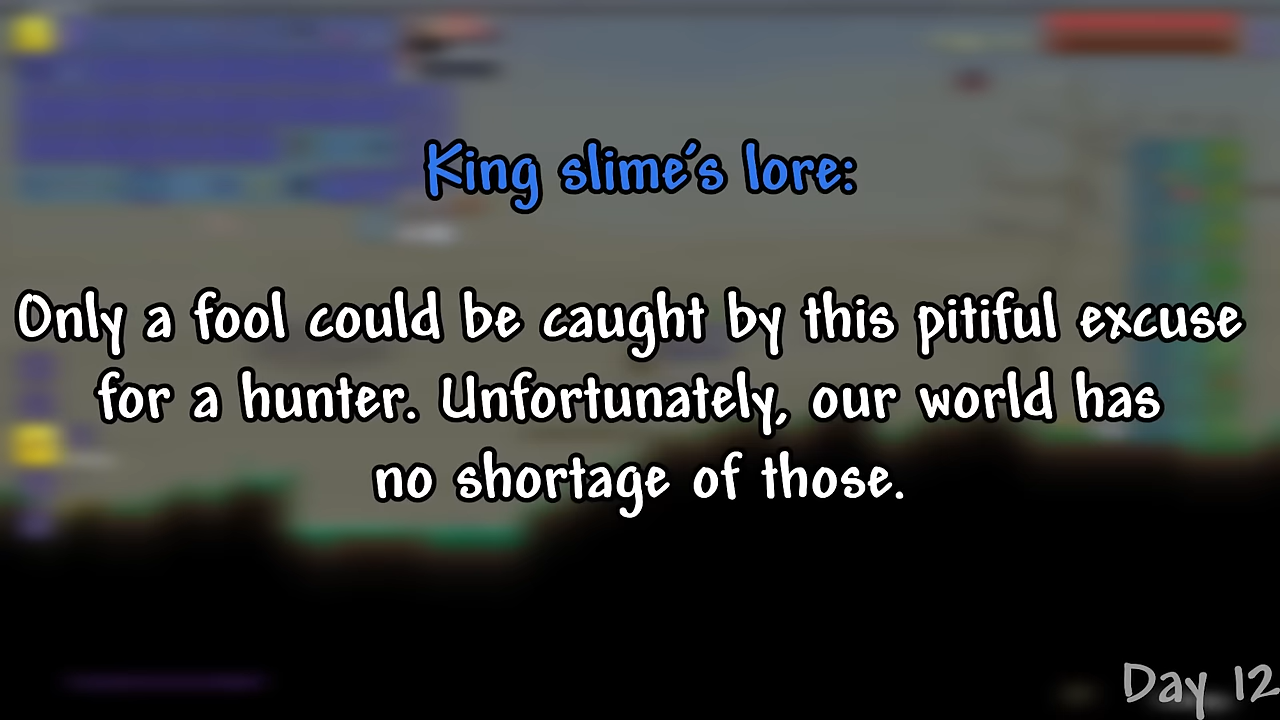 King slime's lore:
Only a fool could be caught by this pitiful excuse
for a hunter. Unfortunately, our world has
no shortage of those.
Day 12